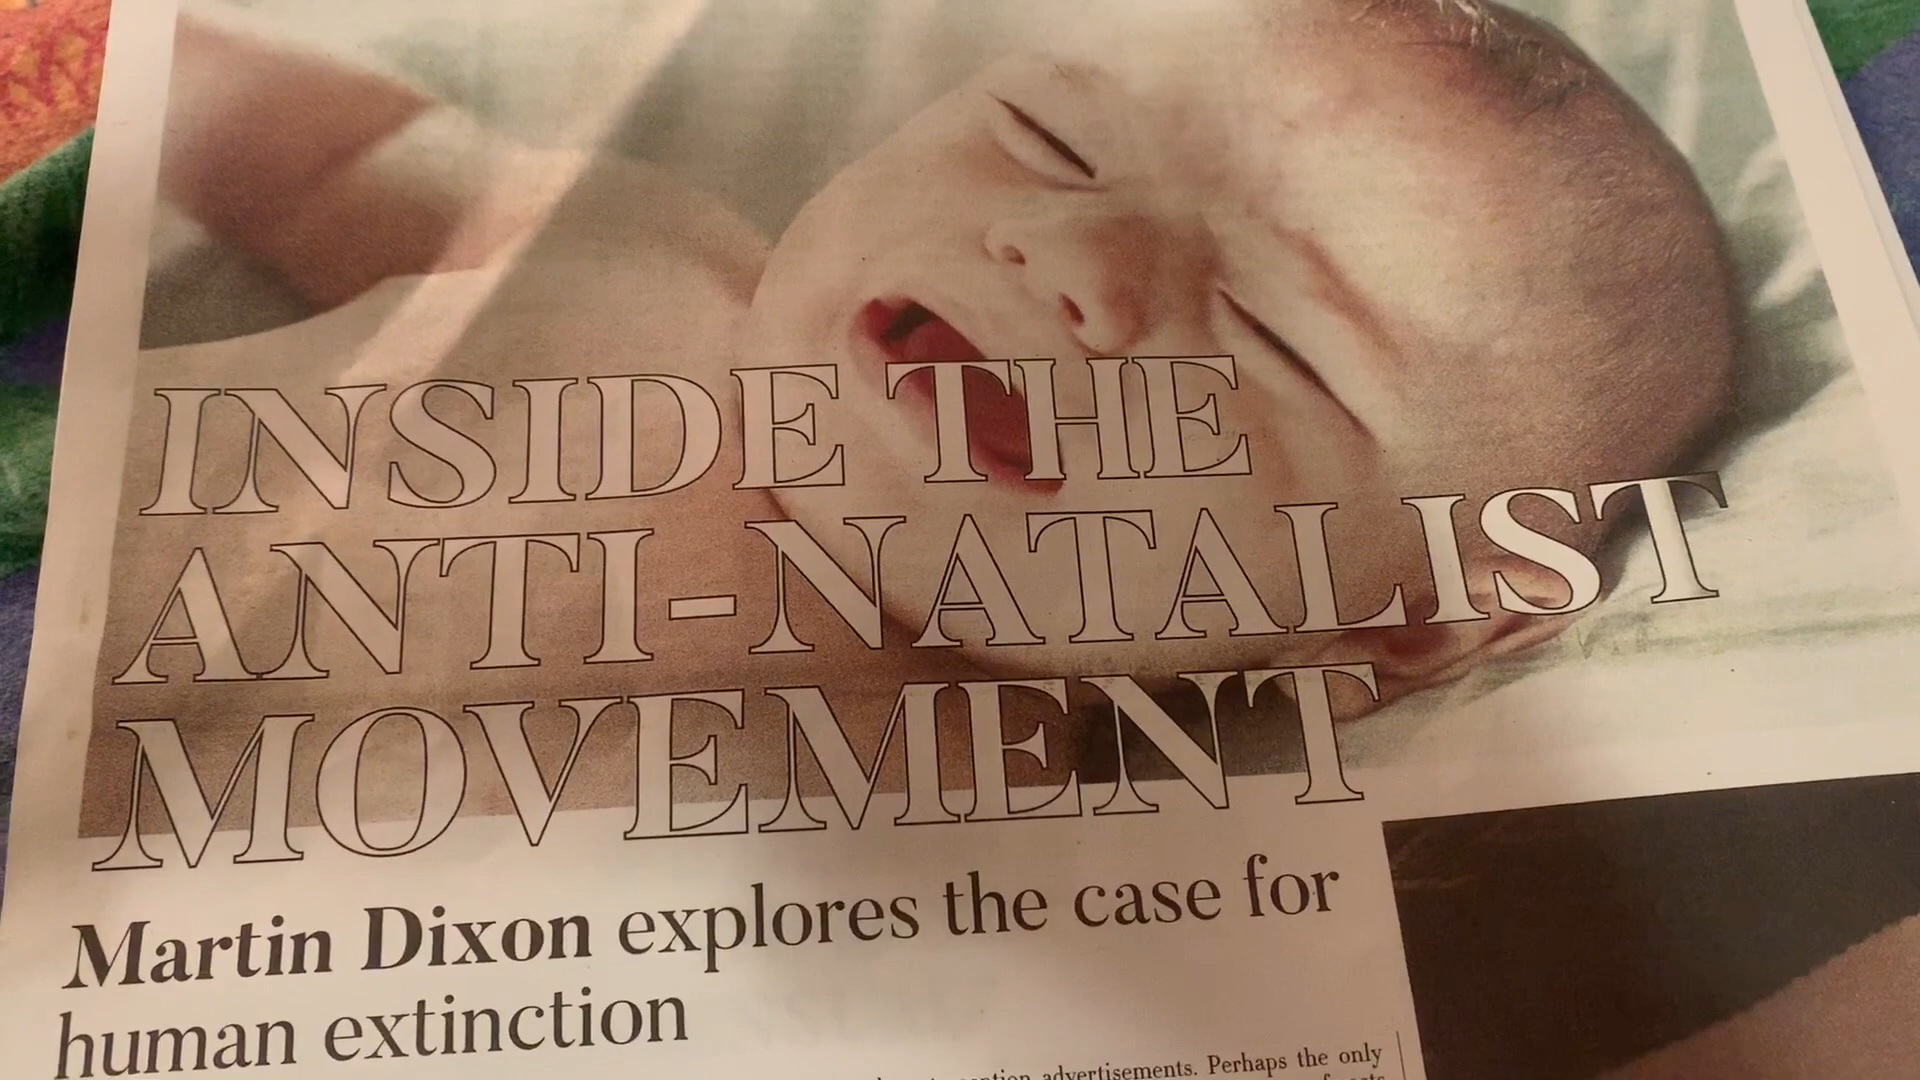 INSIDE THE
ANTI-NATALIST
MOVEMENT
Martin Dixon explores the case for
human extinction
advertisements. Perhaps the only